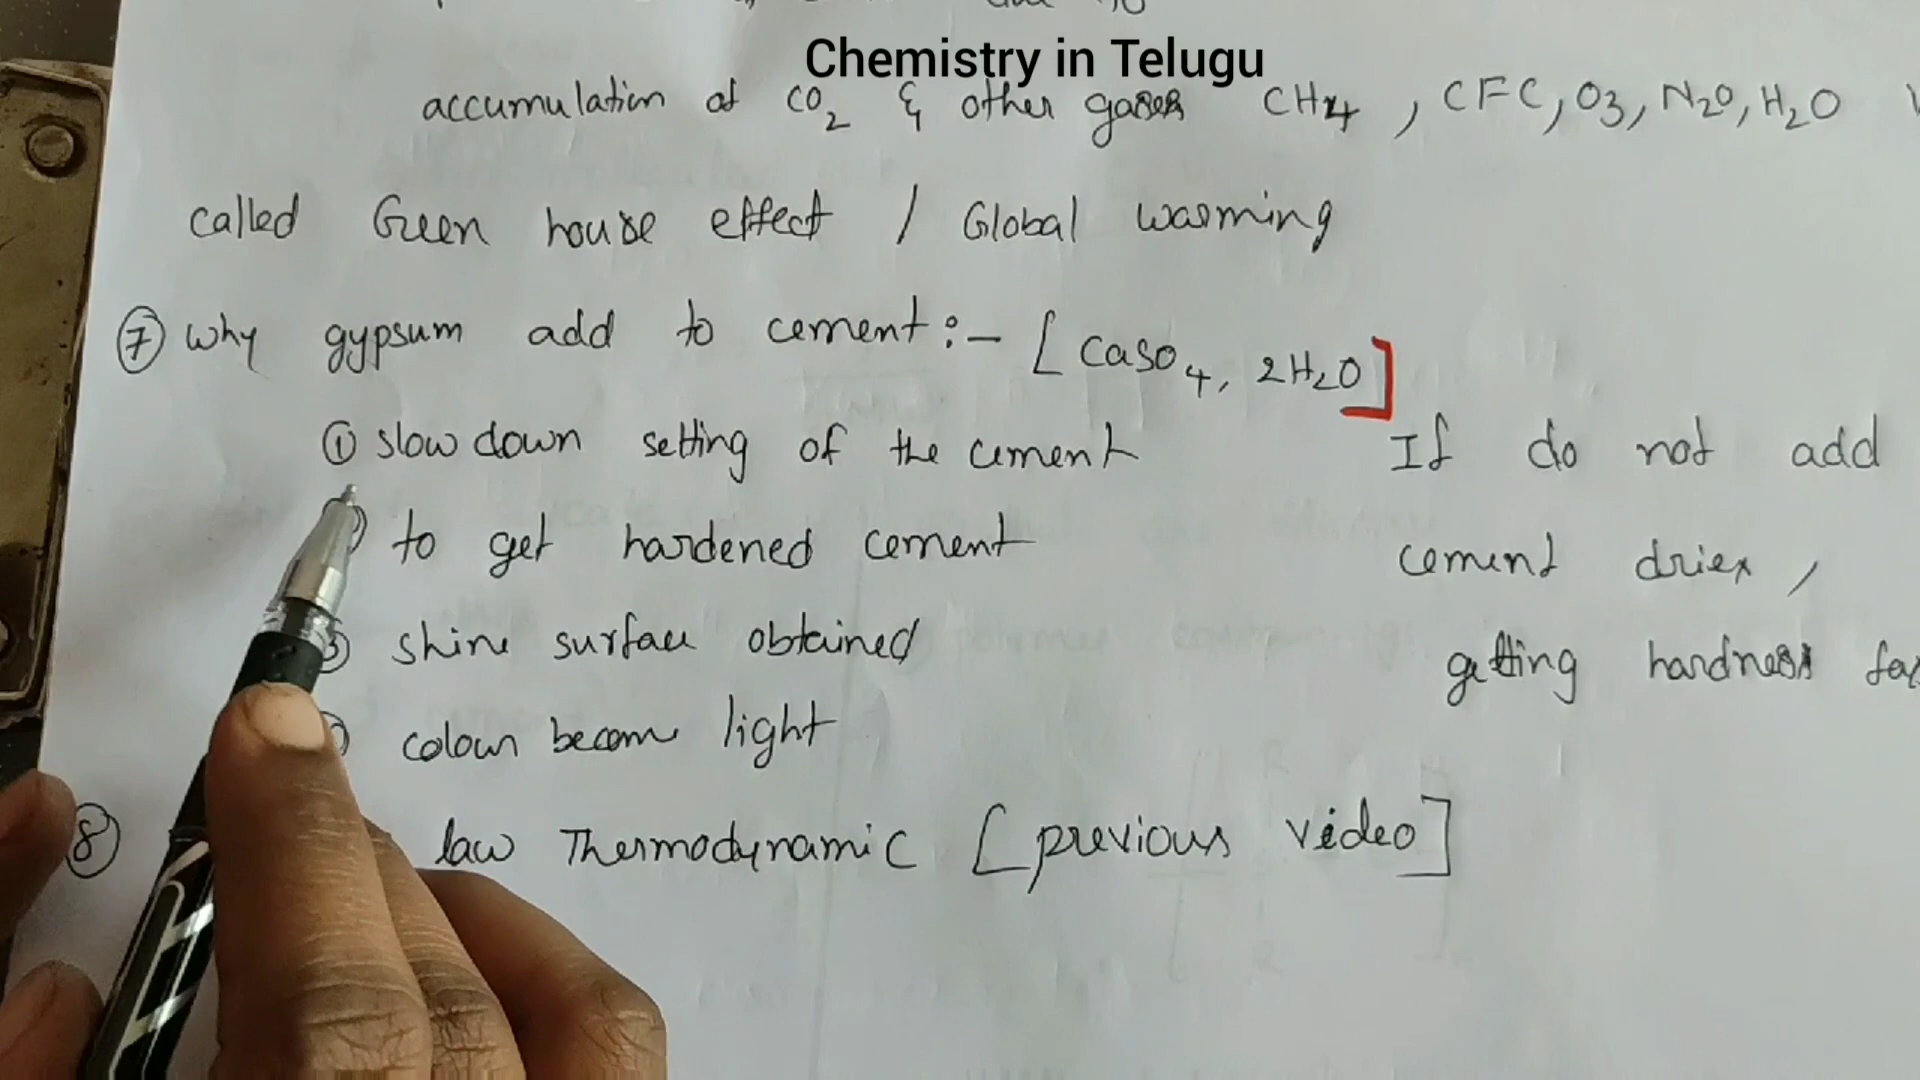 Chemistry in Telugu
accumulation of CO2 & other gases CH4, CFC, O3, N2O, H2O
called Green house effect / Global warming
⑦ Why gypsum add to cement :- [CaSO4, 2H2O]
① slow down setting of the cement
If do not add
to get hardened cement
cement dries,
③ shine surface obtained
getting hardness
colour become light
⑧ law Thermodynamic [previous video]